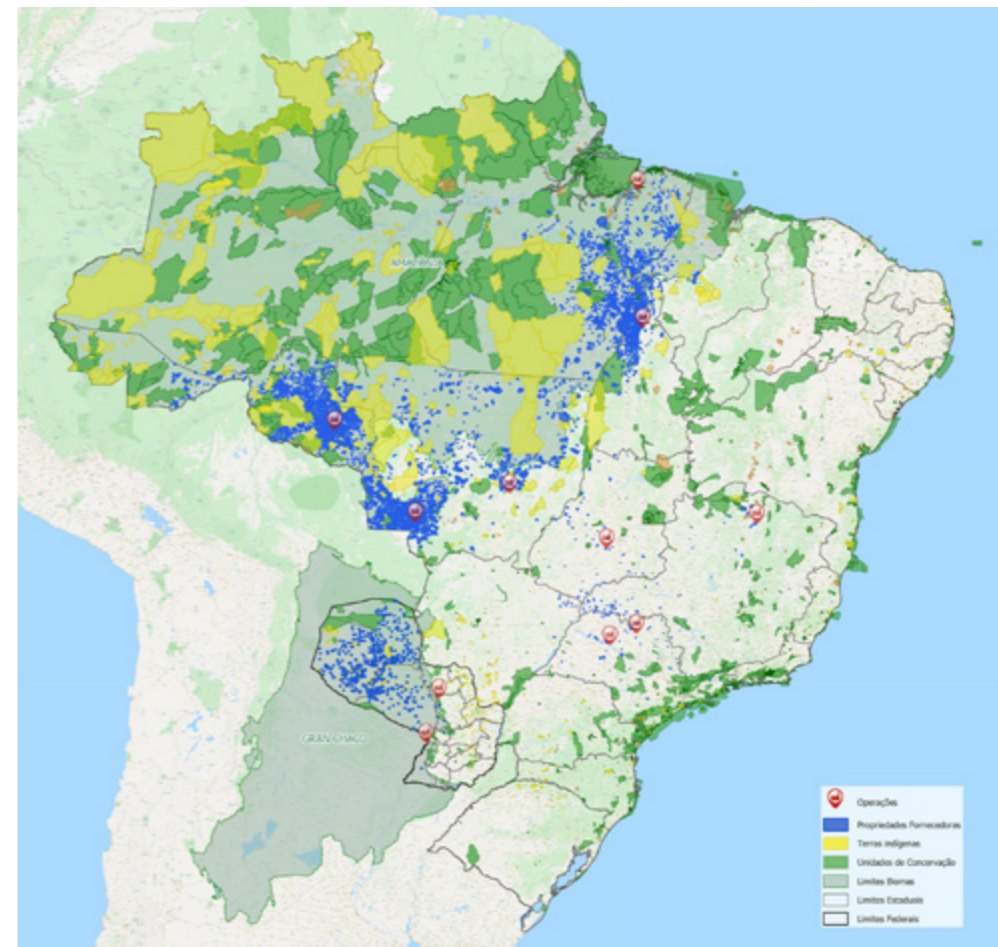 AMAZÔNIA
GRAN CHACO
Operações
Propriedades Fornecedoras
Terras indígenas
Unidades de Conservação
Limites Biomas
Limites Estaduais
Limites Federais